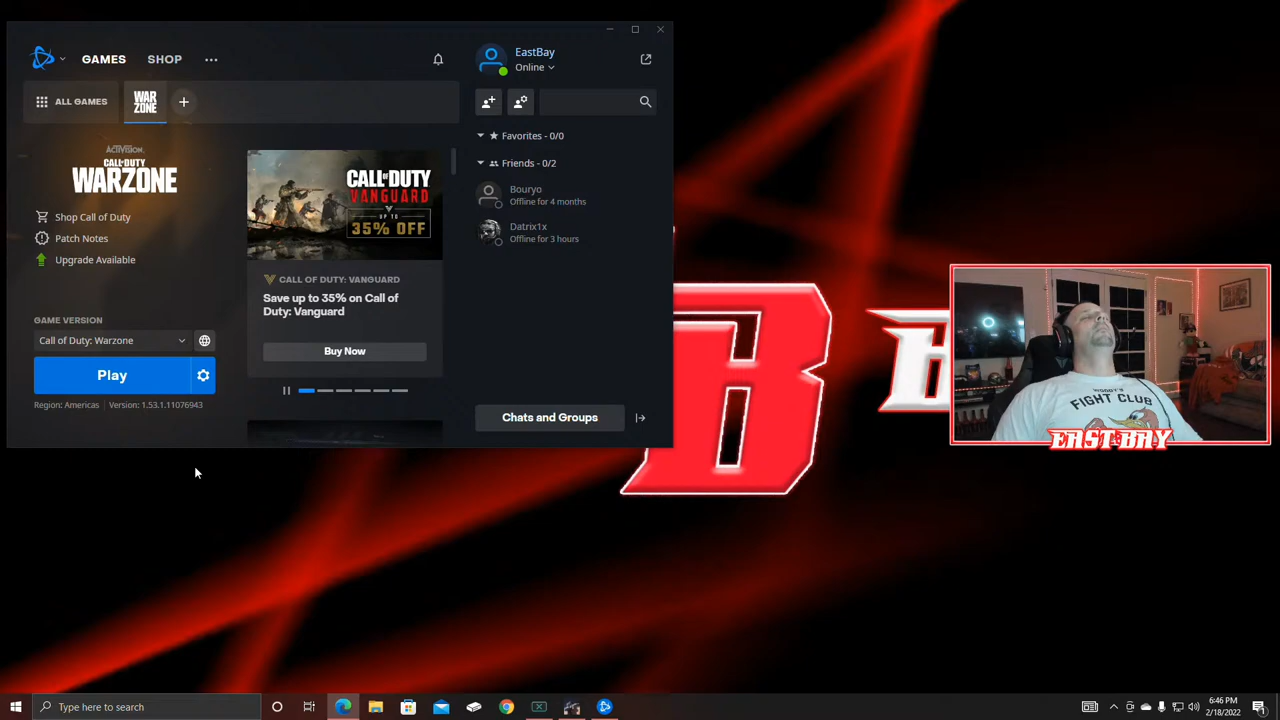 GAMES
SHOP
EastBay
Online
ALL GAMES
WAR
ZONE
Favorites - 0/0
Friends - 0/2
Bouryo
Offline for 4 months
Datrix1x
Offline for 3 hours
ACTIVISION.
CALL OF DUTY
WARZONE
Shop Call of Duty
Patch Notes
Upgrade Available
CALL OF DUTY
VANGUARD
UP TO
35% OFF
CALL OF DUTY: VANGUARD
Save up to 35% on Call of
Duty: Vanguard
Buy Now
GAME VERSION
Call of Duty: Warzone
Play
Region: Americas
Version: 1.53.1.11076943
Chats and Groups
B
WOODY'S
FIGHT CLUB
EAST BAY
Type here to search
6:46 PM
2/18/2022
1